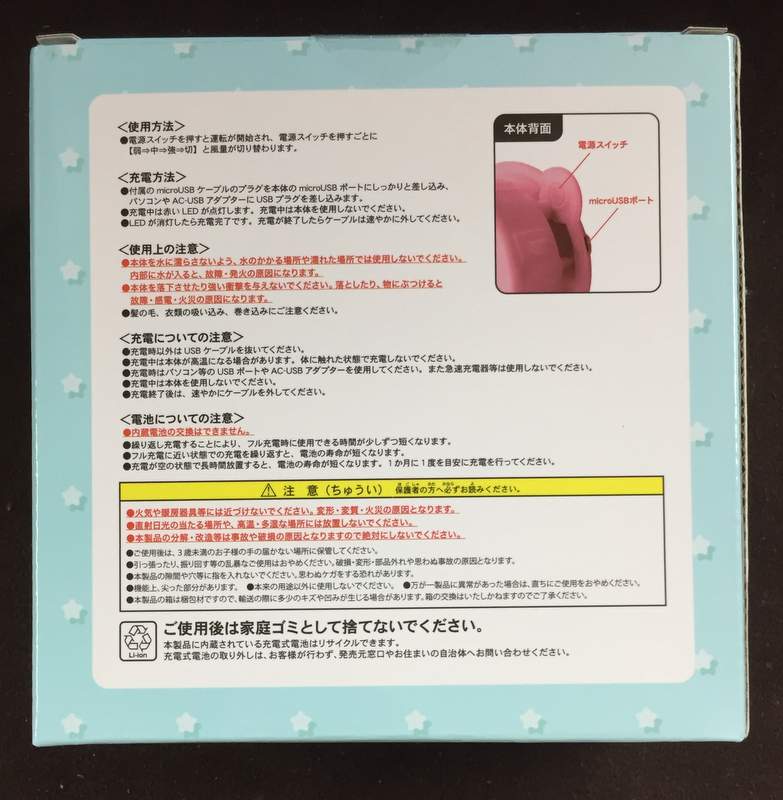 ＜使用方法＞
●電源スイッチを押すと運転が開始され、電源スイッチを押すごとに
【弱⇒中⇒強⇒切】と風量が切り替わります。
＜充電方法＞
●付属の microUSB ケーブルのプラグを本体の microUSB ポートにしっかりと差し込み、
パソコンや AC-USB アダプターに USB プラグを差し込みます。
●充電中は赤い LED が点灯します。充電中は本体を使用しないでください。
●LED が消灯したら充電完了です。充電が終了したらケーブルは速やかに外してください。
本体背面
電源スイッチ
microUSBポート
＜使用上の注意＞
●本体を水に濡らさないよう、水のかかる場所や濡れた場所では使用しないでください。
内部に水が入ると、故障・発火の原因になります。
●本体を落下させたり強い衝撃を与えないでください。落としたり、物にぶつけると
故障・感電・火災の原因になります。
●髪の毛、衣類の吸い込み、巻き込みにご注意ください。
＜充電についての注意＞
●充電時以外は USB ケーブルを抜いてください。
●充電中は本体が高温になる場合があります。体に触れた状態で充電しないでください。
●充電時はパソコン等の USB ポートや AC-USB アダプターを使用してください。また急速充電器等は使用しないでください。
●充電中は本体を使用しないでください。
●充電終了後は、速やかにケーブルを外してください。
＜電池についての注意＞
●内蔵電池の交換はできません。
●繰り返し充電することにより、フル充電時に使用できる時間が少しずつ短くなります。
●フル充電に近い状態での充電を繰り返すと、電池の寿命が短くなります。
●充電が空の状態で長時間放置すると、電池の寿命が短くなります。1か月に1度を目安に充電を行ってください。
⚠ 注 意（ちゅうい） 保護者の方へ必ずお読みください。
●火気や暖房器具等には近づけないでください。変形・変質・火災の原因となります。
●直射日光の当たる場所や、高温・多湿な場所には放置しないでください。
●本製品の分解・改造等は事故や破損の原因となりますので絶対にしないでください。
●ご使用後は、3歳未満のお子様の手の届かない場所に保管してください。
●引っ張ったり、振り回す等の乱暴なご使用はおやめください。破損・変形・部品外れや思わぬ事故の原因となります。
●本製品の隙間や穴等に指を入れないでください。思わぬケガをする恐れがあります。
●機能上、尖った部分があります。 ●本来の用途以外に使用しないでください。 ●万が一製品に異常があった場合は、直ちにご使用をおやめください。
●本製品の箱は梱包材ですので、輸送の際に多少のキズや凹みが生じる場合があります。箱の交換はいたしかねますのでご了承ください。
Li-ion
ご使用後は家庭ゴミとして捨てないでください。
本製品に内蔵されている充電式電池はリサイクルできます。
充電式電池の取り外しは、お客様が行わず、発売元窓口やお住まいの自治体へお問い合わせください。